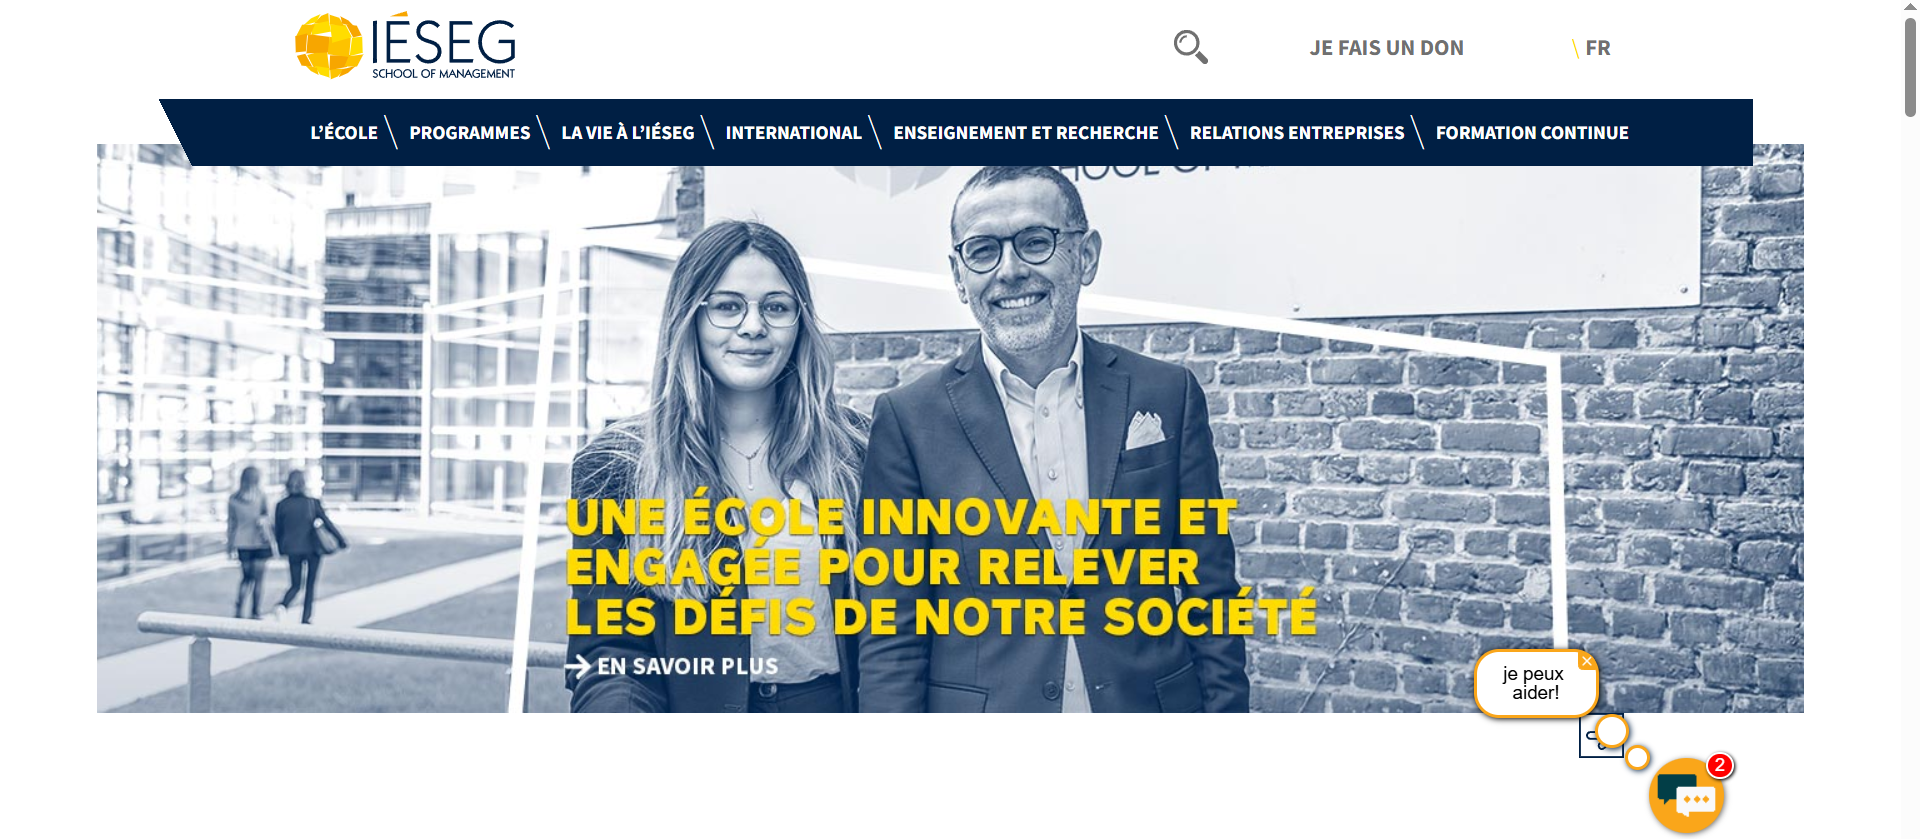 IÉSEG
SCHOOL OF MANAGEMENT
JE FAIS UN DON
\ FR
L'ÉCOLE \ PROGRAMMES \ LA VIE À L'IÉSEG \ INTERNATIONAL \ ENSEIGNEMENT ET RECHERCHE \ RELATIONS ENTREPRISES \ FORMATION CONTINUE
UNE ÉCOLE INNOVANTE ET
ENGAGÉE POUR RELEVER
LES DÉFIS DE NOTRE SOCIÉTÉ
→ EN SAVOIR PLUS
je peux
aider!
2